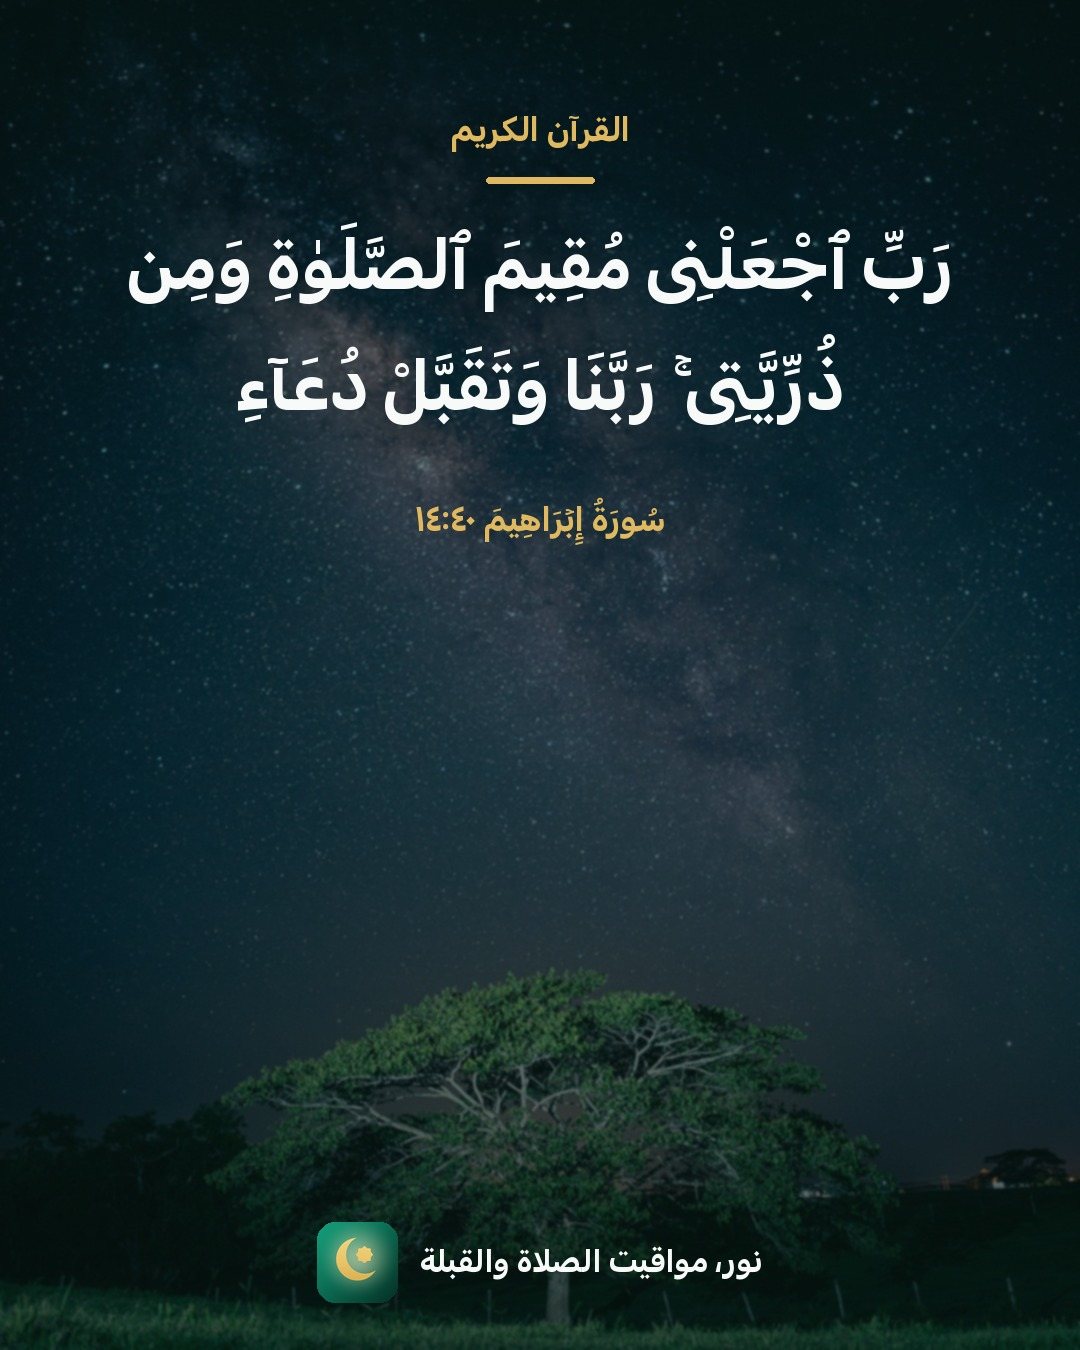 القرآن الكريم
رَبِّ ٱجْعَلْنِى مُقِيمَ ٱلصَّلَوٰةِ وَمِن
ذُرِّيَّتِى ۚ رَبَّنَا وَتَقَبَّلْ دُعَآءِ
سُورَةُ إِبۡرَاهِيمَ ١٤:٤٠
نور، مواقيت الصلاة والقبلة